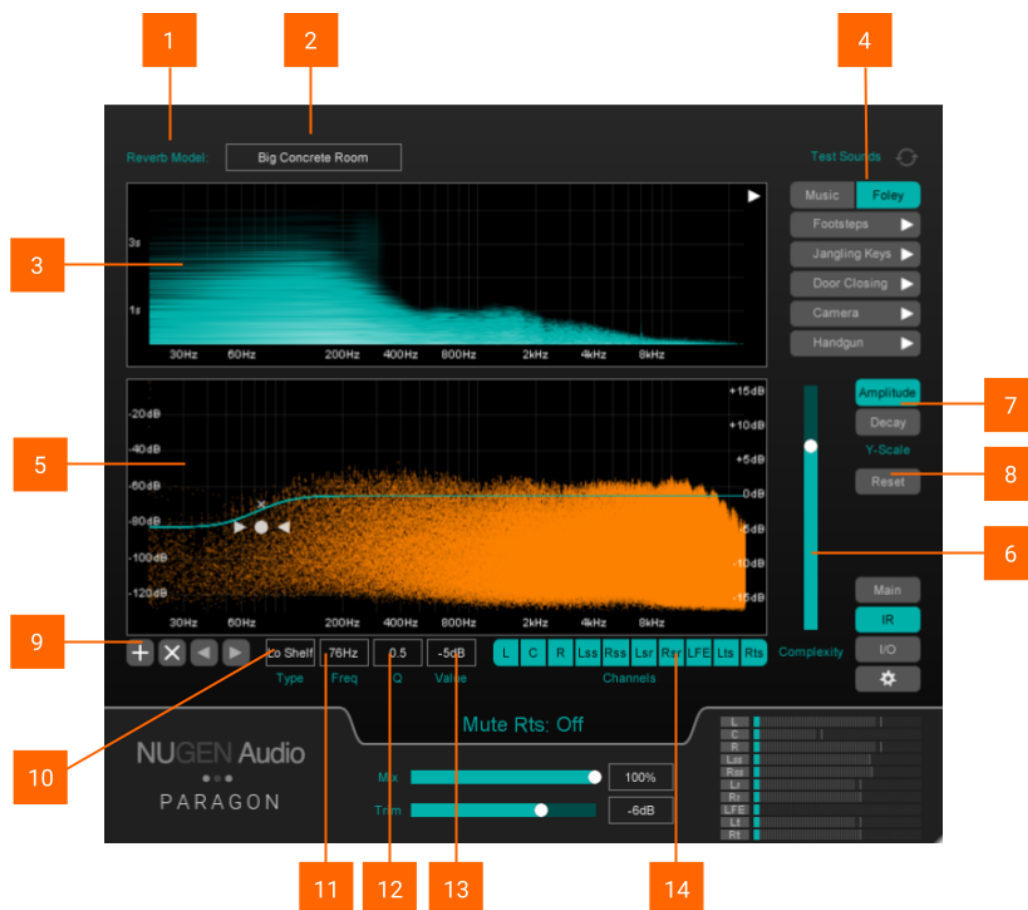 1
2
4
Reverb Model:
Big Concrete Room
Test Sounds
Music
Foley
3
3s
1s
30Hz
60Hz
200Hz
400Hz
800Hz
2kHz
4kHz
8kHz
Footsteps
Jangling Keys
Door Closing
Camera
Handgun
5
-20dB
-40dB
-60dB
-80dB
-100dB
-120dB
+15dB
+10dB
+5dB
0dB
-5dB
-10dB
-15dB
30Hz
60Hz
200Hz
400Hz
800Hz
2kHz
4kHz
8kHz
Amplitude
7
Decay
Y-Scale
8
Reset
6
Main
IR
I/O
9
Lo Shelf
76Hz
0.5
-5dB
L
C
R
Lss
Rss
Lsr
Rsr
LFE
Lts
Rts
Complexity
Type
Freq
Q
Value
Channels
Mute Rts: Off
NUGEN Audio
PARAGON
10
Mix
100%
Trim
-6dB
L
C
R
Lss
Rss
Lr
Rr
LFE
Lt
Rt
11
12
13
14